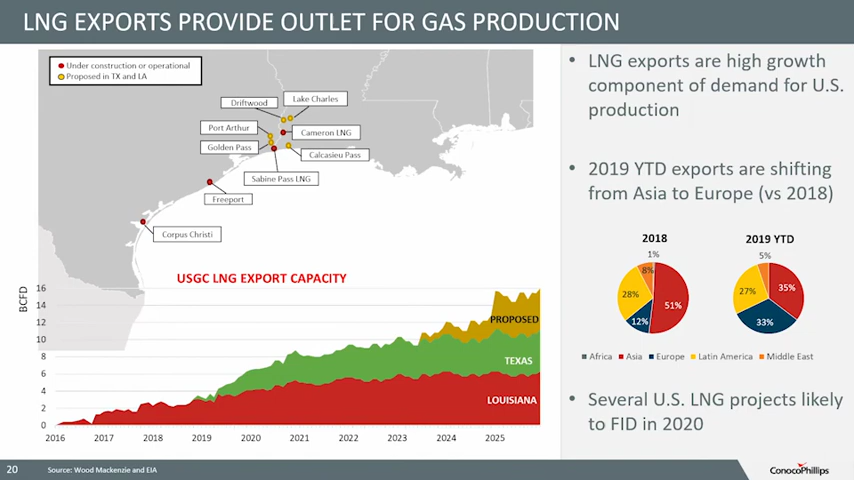 LNG EXPORTS PROVIDE OUTLET FOR GAS PRODUCTION
Under construction or operational
Proposed in TX and LA
Driftwood
Lake Charles
Port Arthur
Cameron LNG
Golden Pass
Calcasieu Pass
Sabine Pass LNG
Freeport
Corpus Christi
USGC LNG EXPORT CAPACITY
BCFD
16
14
12
10
8
6
4
2
0
PROPOSED
TEXAS
LOUISIANA
2016 2017 2018 2019 2020 2021 2022 2023 2024 2025
• LNG exports are high growth
component of demand for U.S.
production
• 2019 YTD exports are shifting
from Asia to Europe (vs 2018)
2018
1%
8%
28%
51%
12%
2019 YTD
5%
27%
35%
33%
Africa Asia Europe Latin America Middle East
• Several U.S. LNG projects likely
to FID in 2020
20
Source: Wood Mackenzie and EIA
ConocoPhillips